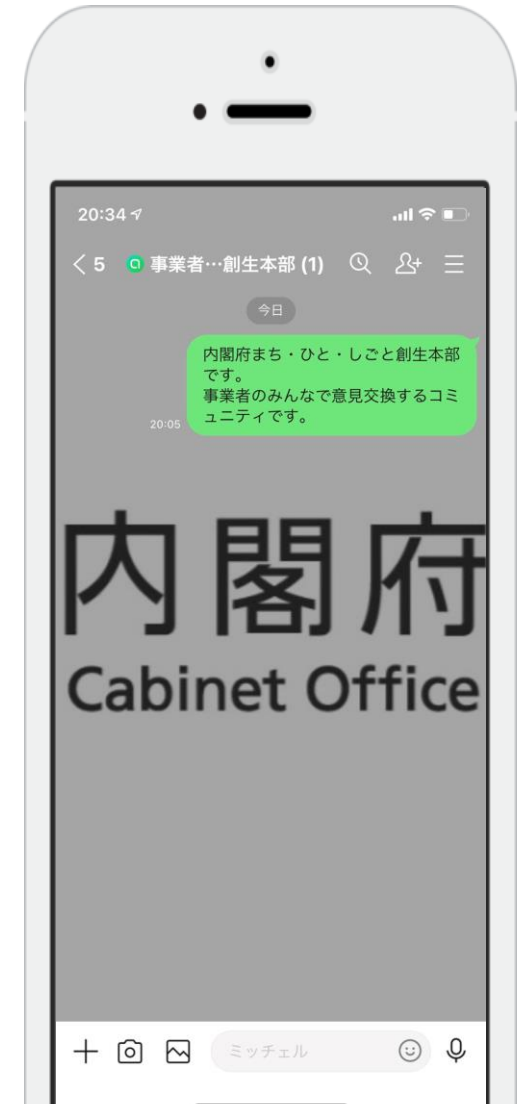 20:34
5 事業者…創生本部 (1)
今日
内閣府まち・ひと・しごと創生本部
です。
事業者のみんなで意見交換するコミ
ュニティです。
20:05
内閣府
Cabinet Office
ミッチェル